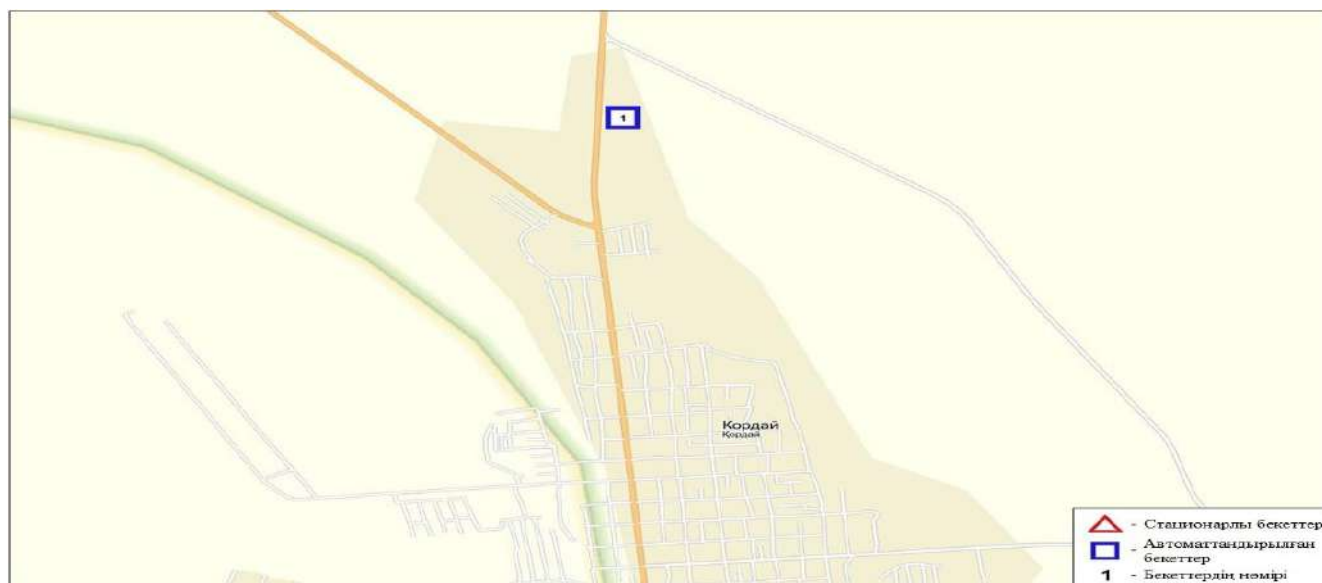 1
Кордай
Қордай
- Стационарлы бекеттер
- Автоматтандырылған
бекеттер
1 - Бекеттердің нөмірі